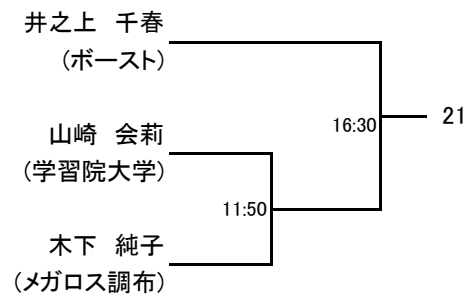 井之上　千春
(ボースト)
16:30
21
山崎 会莉
(学習院大学)
11:50
木下　純子
(メガロス調布)